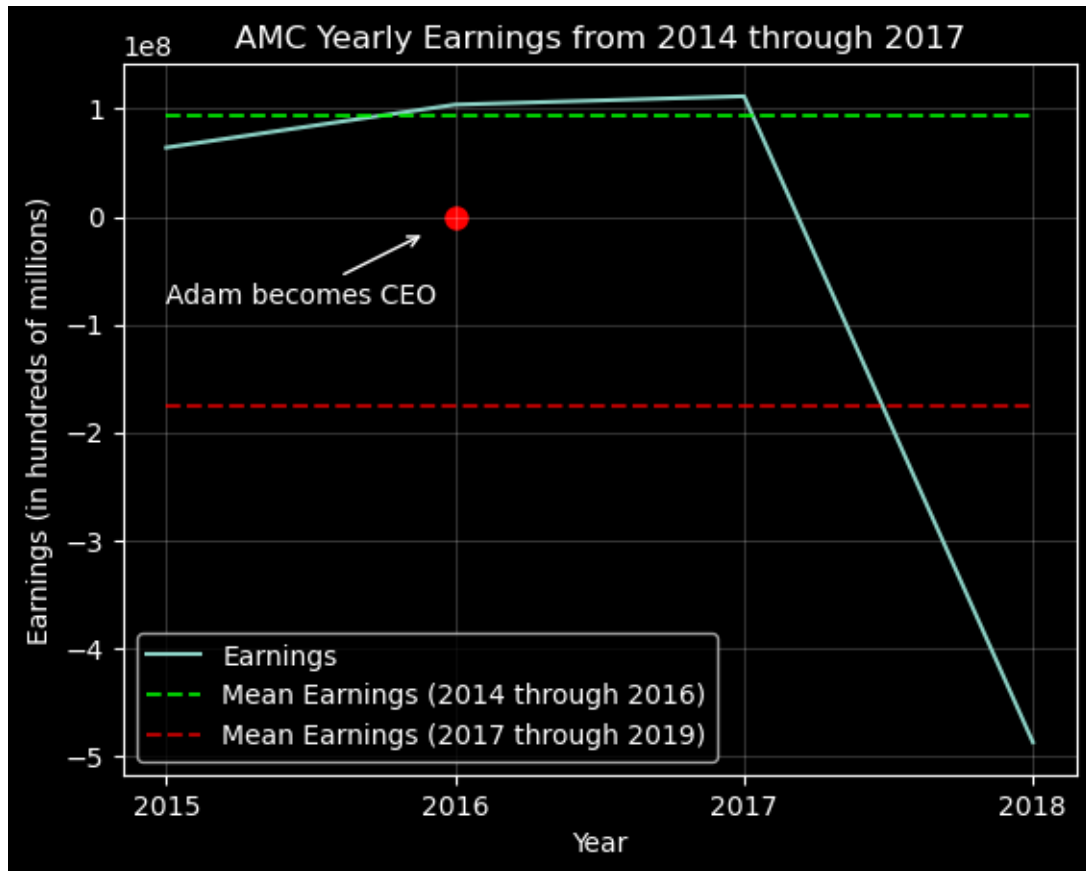 AMC Yearly Earnings from 2014 through 2017
1e8
1
0
−1
−2
−3
−4
−5
Earnings (in hundreds of millions)
Adam becomes CEO
Earnings
Mean Earnings (2014 through 2016)
Mean Earnings (2017 through 2019)
2015 2016 2017 2018
Year